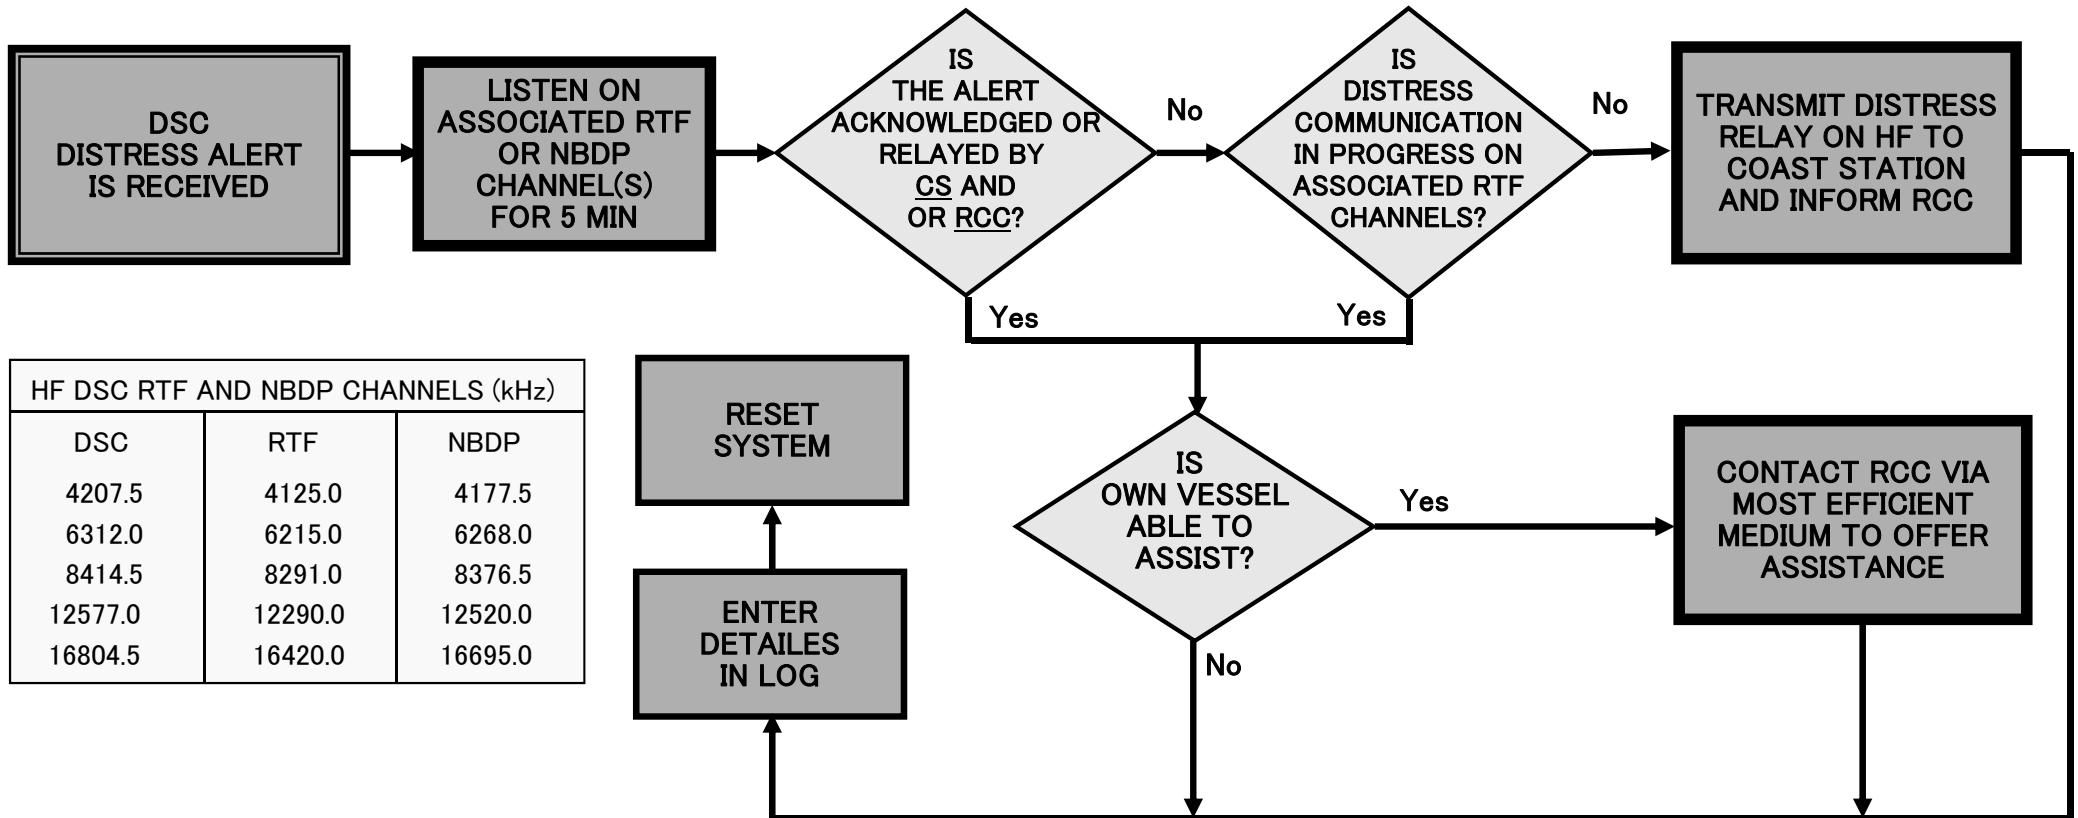 DSC
DISTRESS ALERT
IS RECEIVED
LISTEN ON
ASSOCIATED RTF
OR NBDP
CHANNEL(S)
FOR 5 MIN
IS
THE ALERT
ACKNOWLEDGED OR
RELAYED BY
CS AND
OR RCC?
No
IS
DISTRESS
COMMUNICATION
IN PROGRESS ON
ASSOCIATED RTF
CHANNELS?
No
TRANSMIT DISTRESS
RELAY ON HF TO
COAST STATION
AND INFORM RCC
Yes
Yes
HF DSC RTF AND NBDP CHANNELS (kHz)
DSC RTF NBDP
4207.5 4125.0 4177.5
6312.0 6215.0 6268.0
8414.5 8291.0 8376.5
12577.0 12290.0 12520.0
16804.5 16420.0 16695.0
RESET
SYSTEM
ENTER
DETAILES
IN LOG
IS
OWN VESSEL
ABLE TO
ASSIST?
Yes
No
CONTACT RCC VIA
MOST EFFICIENT
MEDIUM TO OFFER
ASSISTANCE